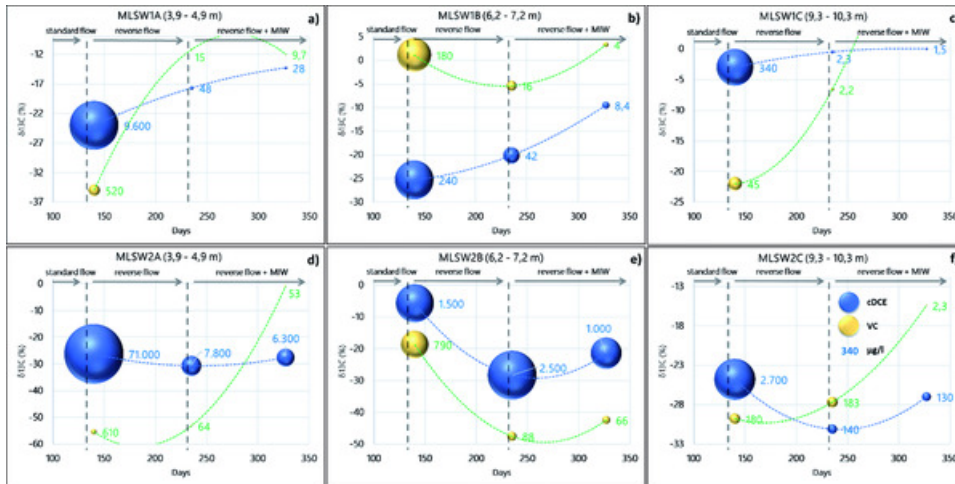 MLSW1A (3,9 - 4,9 m) a)
standard flow reverse flow reverse flow + MIW
-12
-17
-22
-27
-32
-37
δ13C (%)
9.600
520
15
48
9,7
28
100 150 200 250 300 350
Days
MLSW1B (6,2 - 7,2 m) b)
standard flow reverse flow reverse flow + MIW
5
0
-5
-10
-15
-20
-25
-30
δ13C (%)
180
240
16
42
4
8,4
100 150 200 250 300 350
Days
MLSW1C (9,3 - 10,3 m) c
standard flow reverse flow reverse flow + MIW
0
-5
-10
-15
-20
-25
δ13C (%)
340
45
2,3
2,2
1,5
100 150 200 250 300 350
Days
MLSW2A (3,9 - 4,9 m) d)
standard flow reverse flow reverse flow + MIW
0
-10
-20
-30
-40
-50
-60
δ13C (%)
71.000
610
7.800
64
53
6.300
100 150 200 250 300 350
Days
MLSW2B (6,2 - 7,2 m) e)
standard flow reverse flow reverse flow + MIW
0
-10
-20
-30
-40
-50
δ13C (%)
1.500
790
2.500
88
1.000
66
100 150 200 250 300 350
Days
MLSW2C (9,3 - 10,3 m) f
standard flow reverse flow reverse flow + MIW
-13
-18
-23
-28
-33
δ13C (%)
2.700
180
183
140
2,3
130
cDCE
VC
340 µg/l
100 150 200 250 300 350
Days